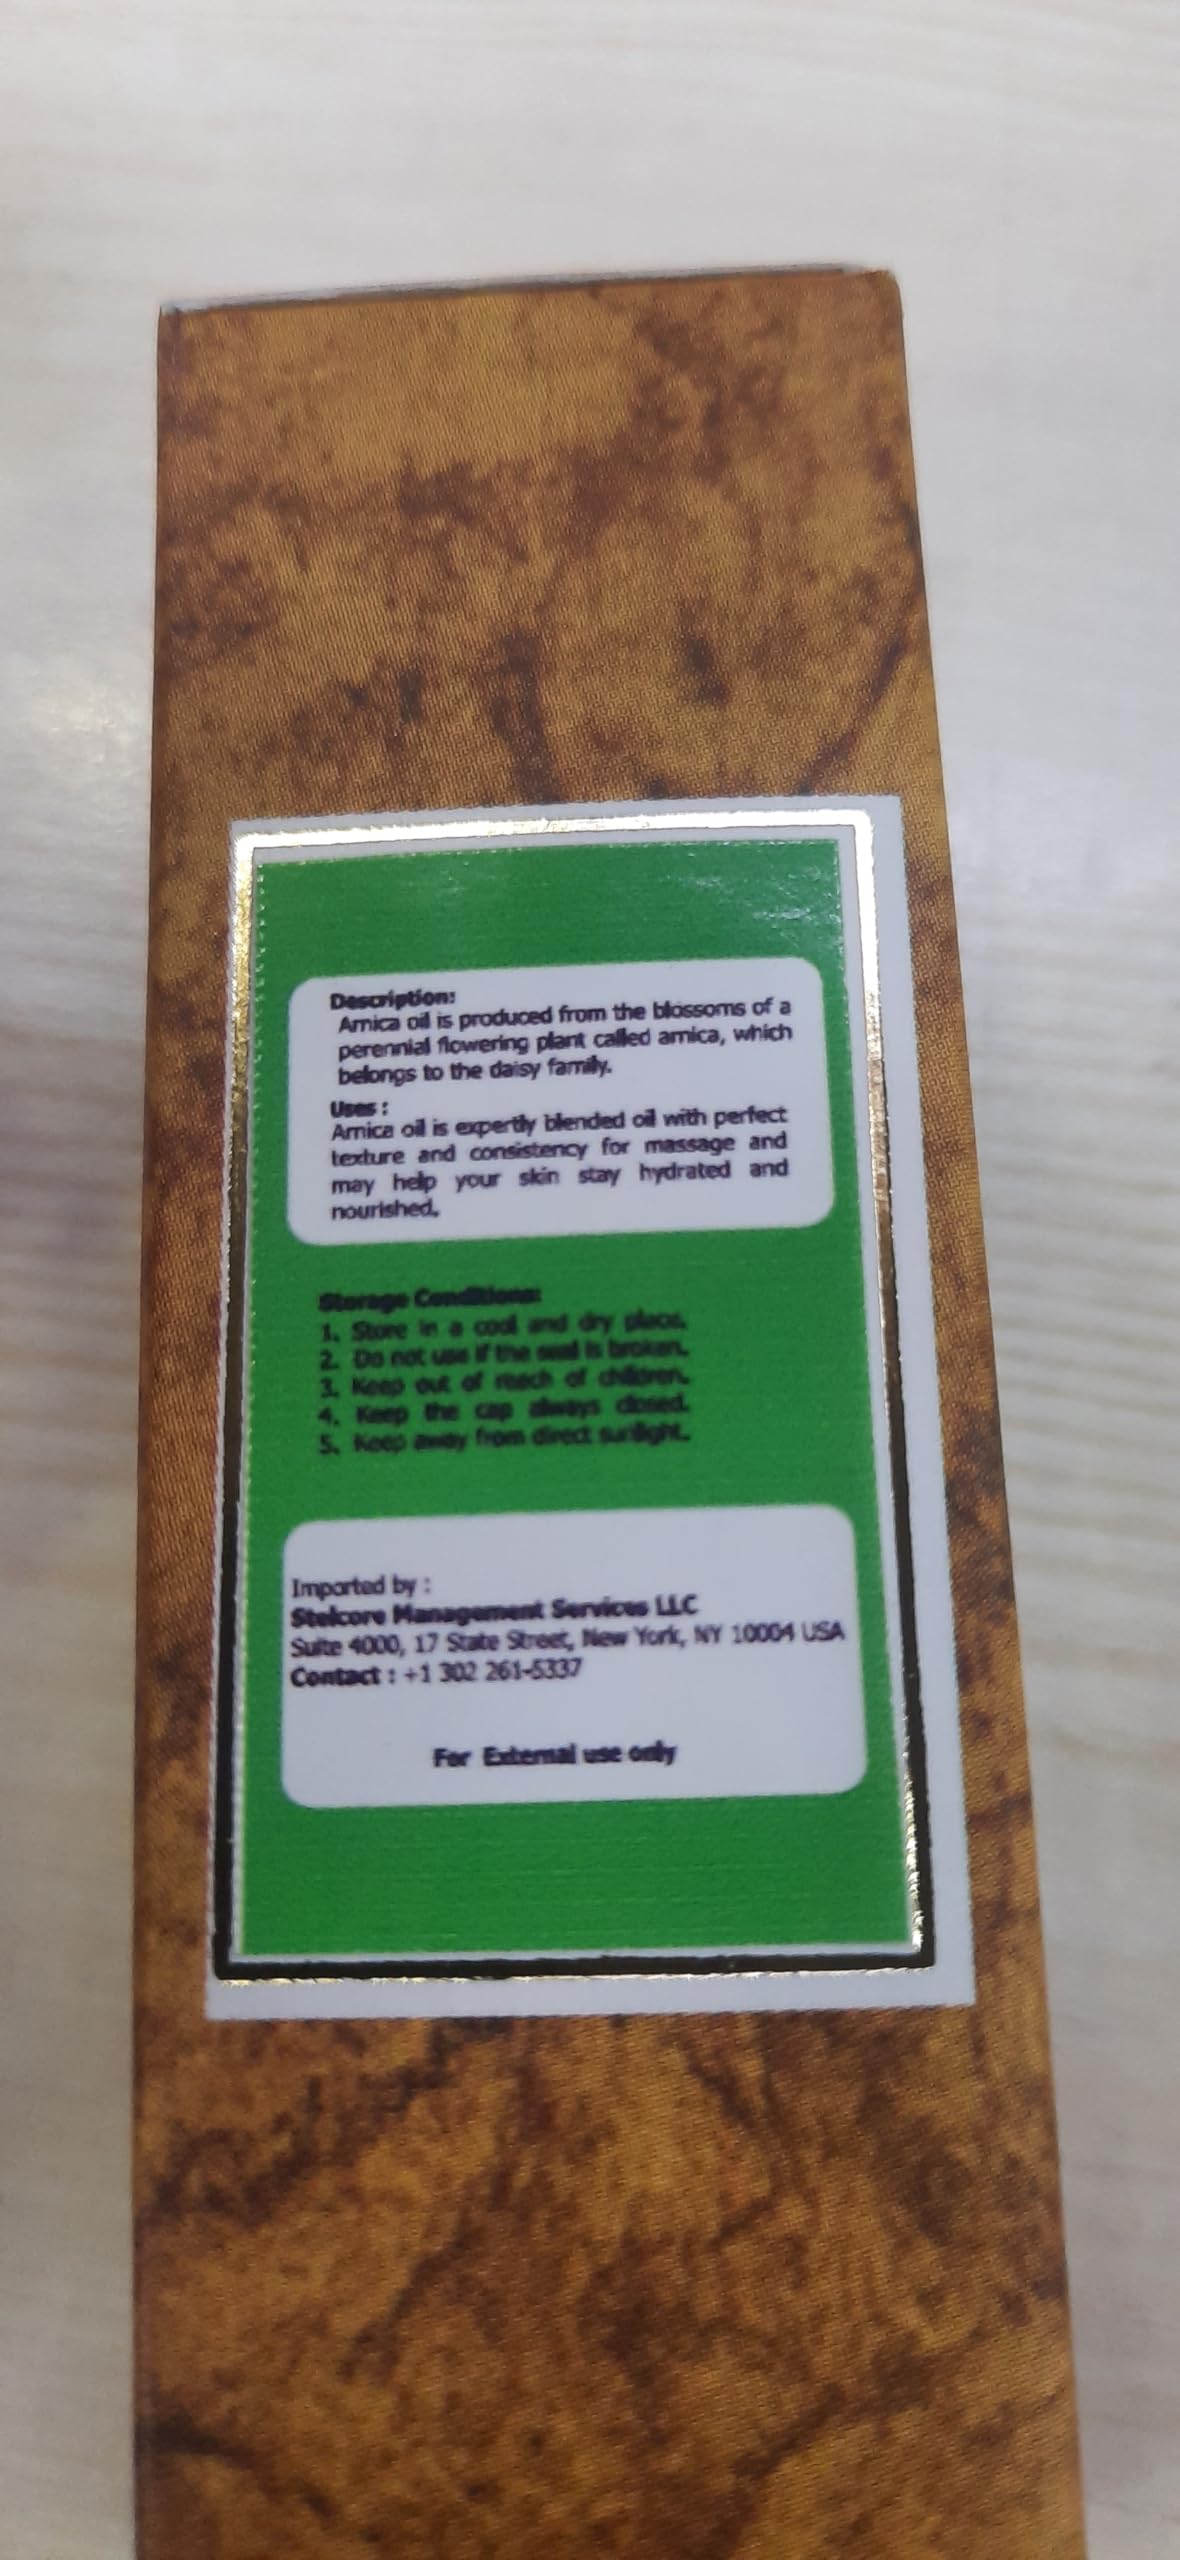 Description:
Arnica oil is produced from the blossoms of a
perennial flowering plant called arnica, which
belongs to the daisy family.
Uses :
Arnica oil is expertly blended oil with perfect
texture and consistency for massage and
may help your skin stay hydrated and
nourished.
Storage Conditions:
1. Store in a cool and dry place.
2. Do not use if the seal is broken.
3. Keep out of reach of children.
4. Keep the cap always closed.
5. Keep away from direct sunlight.
Imported by :
Stelcore Management Services LLC
Suite 4000, 17 State Street, New York, NY 10004 USA
Contact : +1 302 261-5337
For External use only